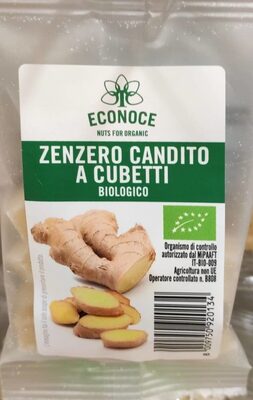 ECONOCE
NUTS FOR ORGANIC
ZENZERO CANDITO
A CUBETTI
BIOLOGICO
Organismo di controllo
autorizzato dal MiPAAFT
IT-BIO-009
Agricoltura non UE
Operatore controllato n. B808